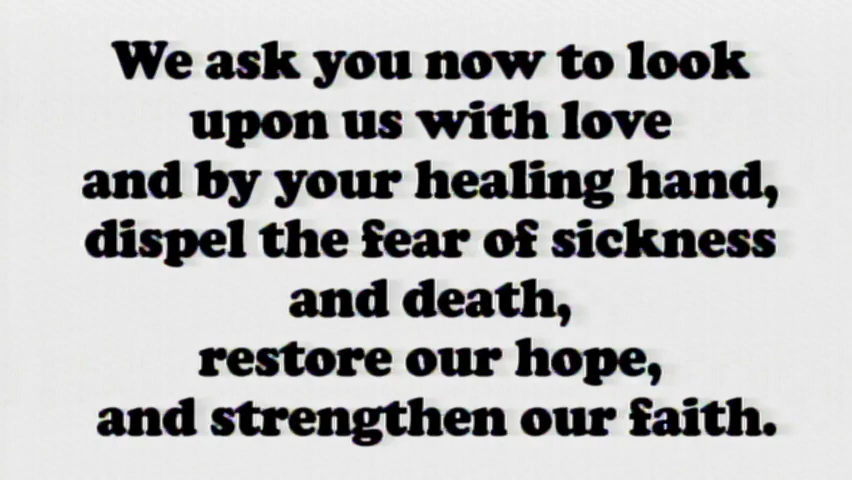 We ask you now to look
upon us with love
and by your healing hand,
dispel the fear of sickness
and death,
restore our hope,
and strengthen our faith.